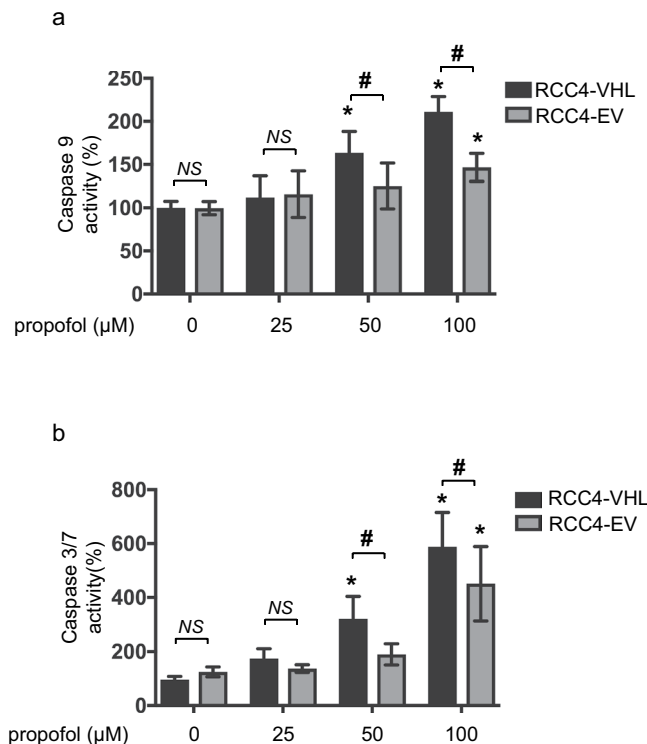 a
#
#
*
RCC4-VHL
250
*
RCC4-EV
200
NS
*
NS
150
100
50
0
Caspase 9
activity (%)
propofol (µM) 0 25 50 100
b
#
800
*
RCC4-VHL
#
*
RCC4-EV
600
*
NS
400
NS
200
0
Caspase 3/7
activity(%)
propofol (µM) 0 25 50 100